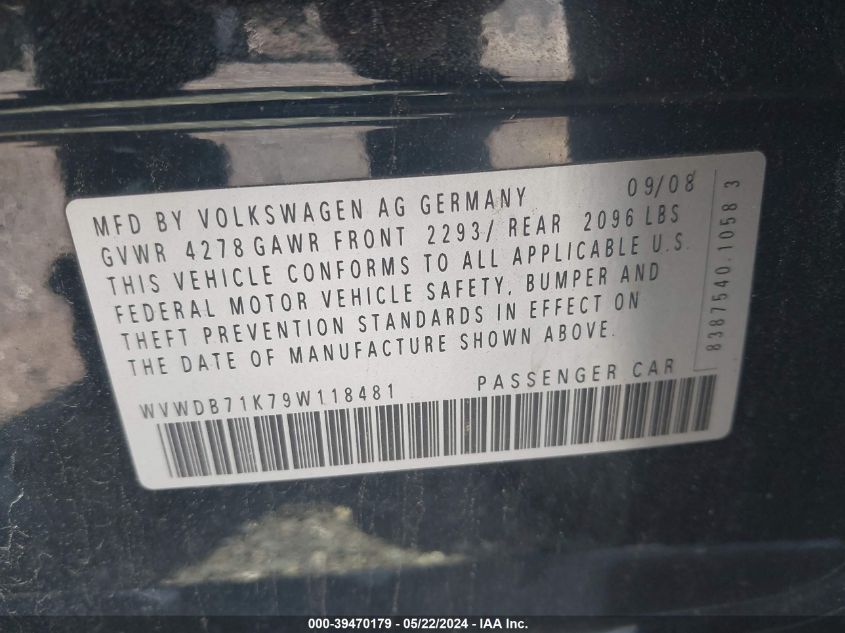 MFD BY VOLKSWAGEN AG GERMANY 09/08
GVWR 4278 GAWR FRONT 2293/ REAR 2096 LBS
THIS VEHICLE CONFORMS TO ALL APPLICABLE U.S.
FEDERAL MOTOR VEHICLE SAFETY, BUMPER AND
THEFT PREVENTION STANDARDS IN EFFECT ON
THE DATE OF MANUFACTURE SHOWN ABOVE.
WVWDB71K79W118481 PASSENGER CAR
8387540.1058 3
000-39470179 - 05/22/2024 - IAA Inc.